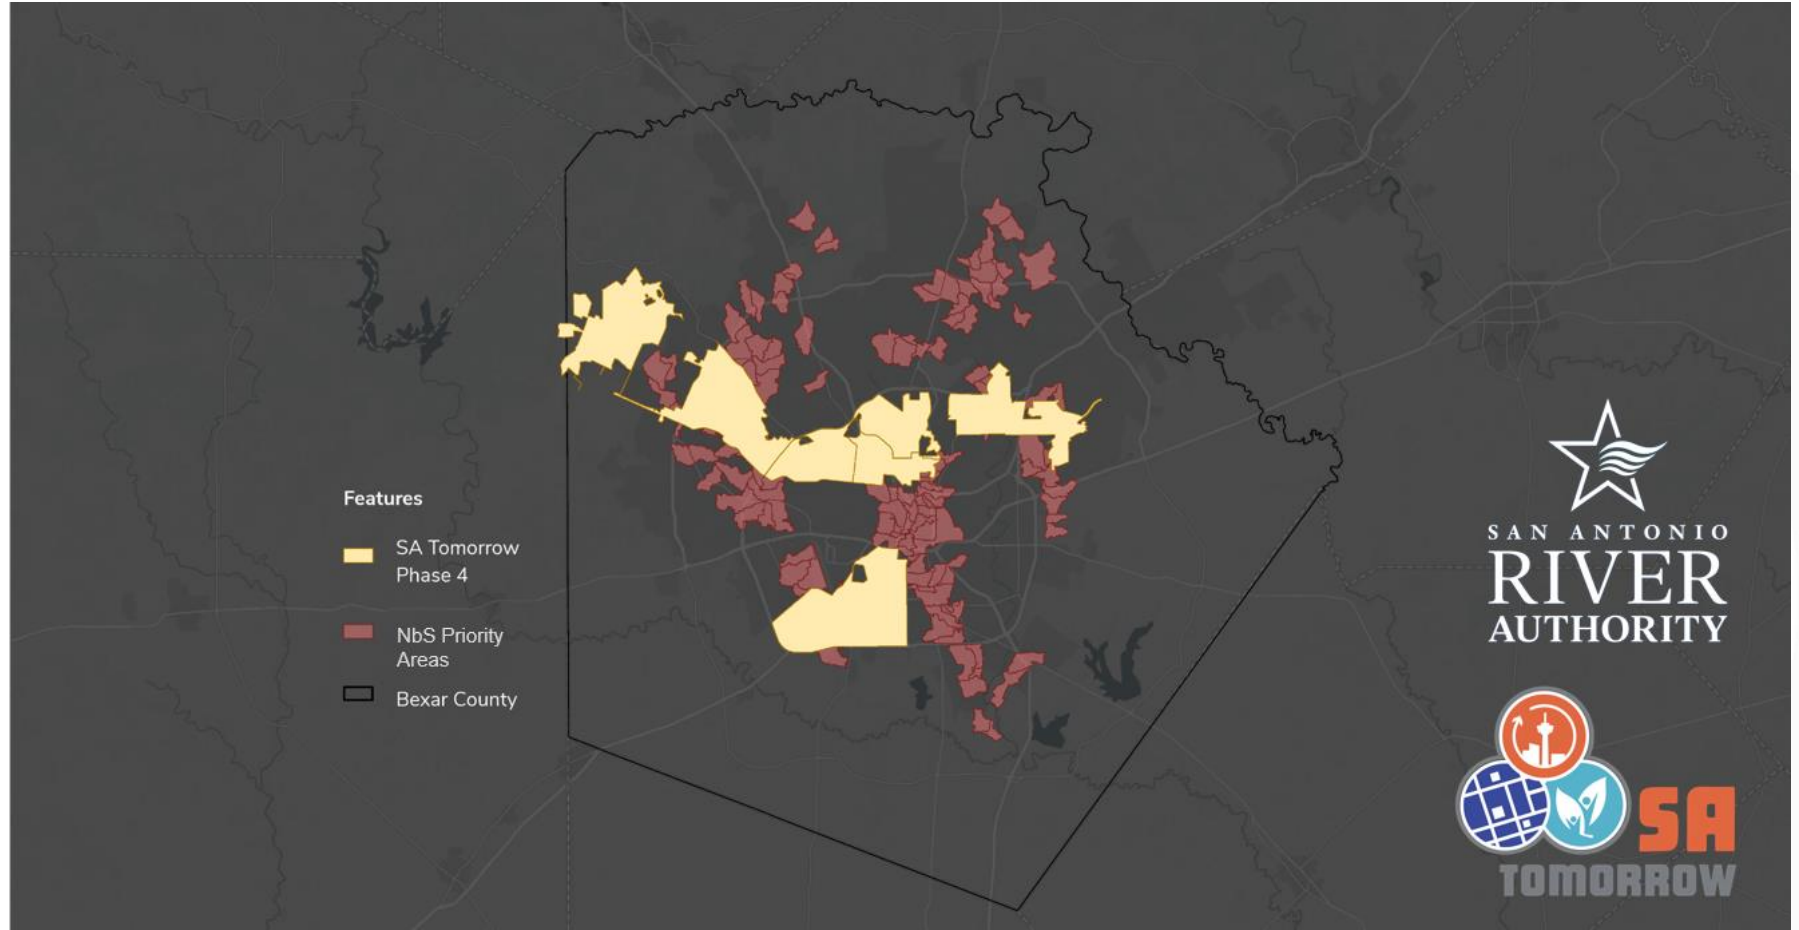 Features
SA Tomorrow
Phase 4
NbS Priority
Areas
Bexar County
SAN ANTONIO
RIVER
AUTHORITY
SA
TOMORROW